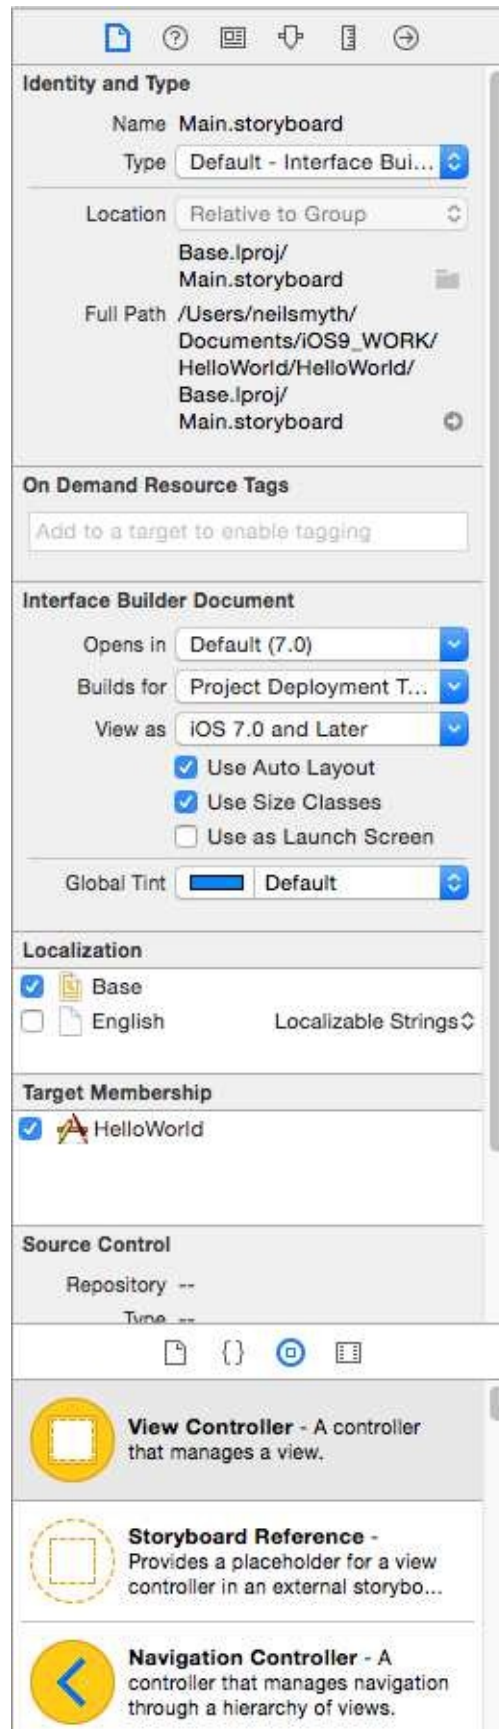 Identity and Type
Name Main.storyboard
Type Default - Interface Bui...
Location Relative to Group
Base.lproj/
Main.storyboard
Full Path /Users/neilsmyth/
Documents/iOS9_WORK/
HelloWorld/HelloWorld/
Base.lproj/
Main.storyboard
On Demand Resource Tags
Add to a target to enable tagging
Interface Builder Document
Opens in Default (7.0)
Builds for Project Deployment T...
View as iOS 7.0 and Later
Use Auto Layout
Use Size Classes
Use as Launch Screen
Global Tint Default
Localization
Base
English Localizable Strings
Target Membership
HelloWorld
Source Control
Repository --
Type --
{}
View Controller - A controller
that manages a view.
Storyboard Reference -
Provides a placeholder for a view
controller in an external storybo...
Navigation Controller - A
controller that manages navigation
through a hierarchy of views.